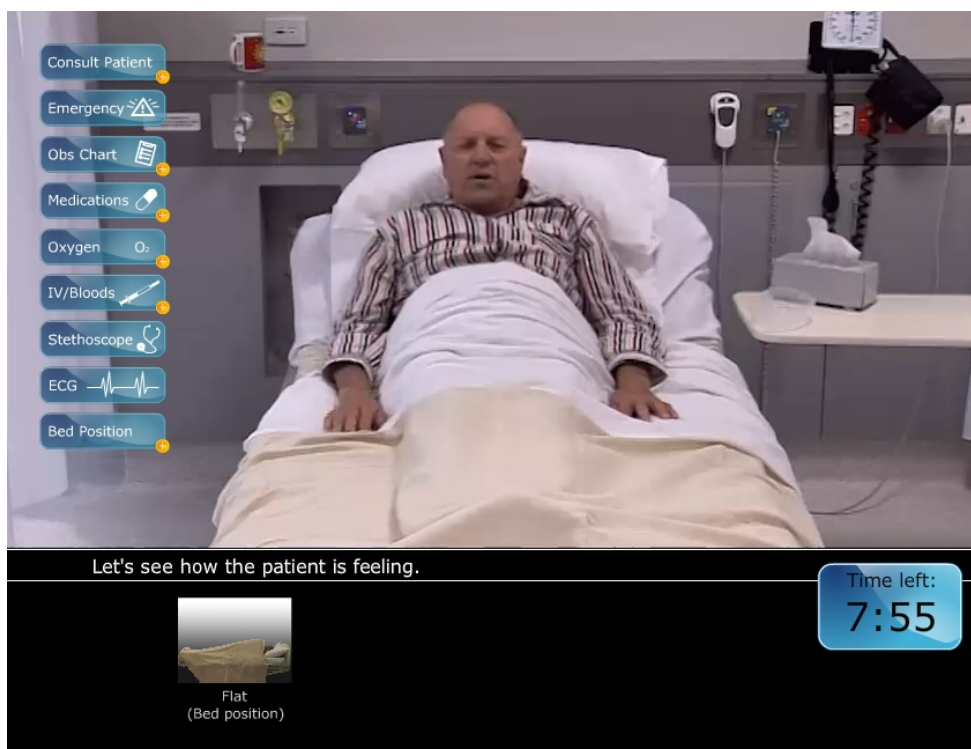 Consult Patient
Emergency
Obs Chart
Medications
Oxygen O₂
IV/Bloods
Stethoscope
ECG
Bed Position
Let's see how the patient is feeling.
Time left:
7:55
Flat
(Bed position)